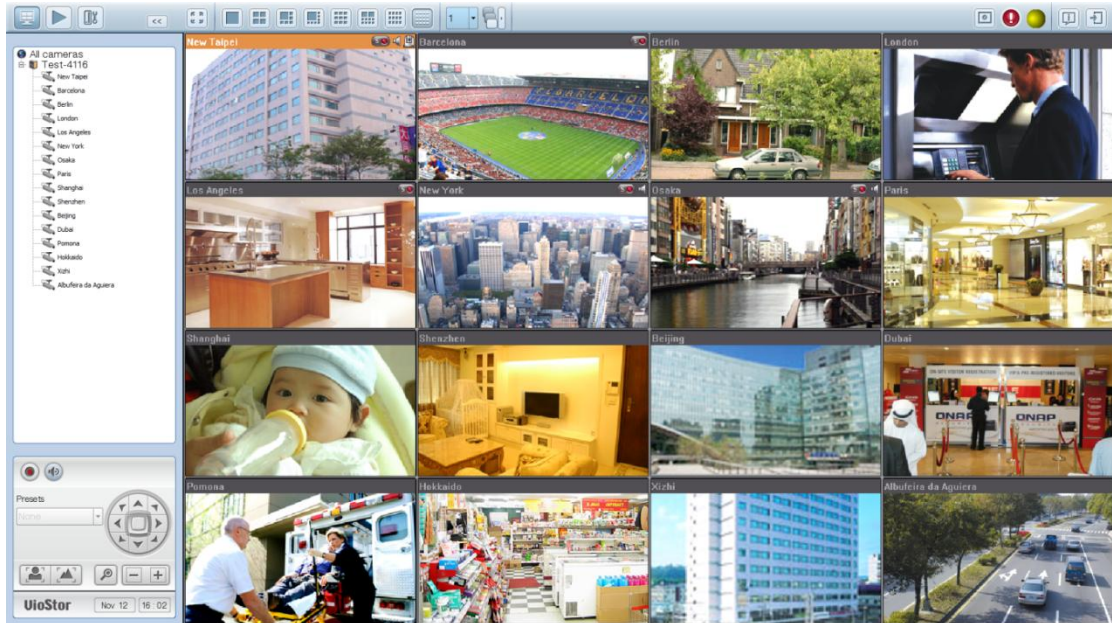 <<
1
All cameras
Test-4116
New Taipei
Barcelona
Berlin
London
Los Angeles
New York
Osaka
Paris
Shanghai
Shenzhen
Beijing
Dubai
Pomona
Hokkaido
Xizhi
Albufeira da Aguiera
Presets
None
VioStor
Nov 12
16 : 02
New Taipei
Barcelona
Berlin
London
Los Angeles
New York
Osaka
Paris
Shanghai
Shenzhen
Beijing
Dubai
QNAP
QNAP
Pomona
Hokkaido
Xizhi
Albufeira da Aguiera